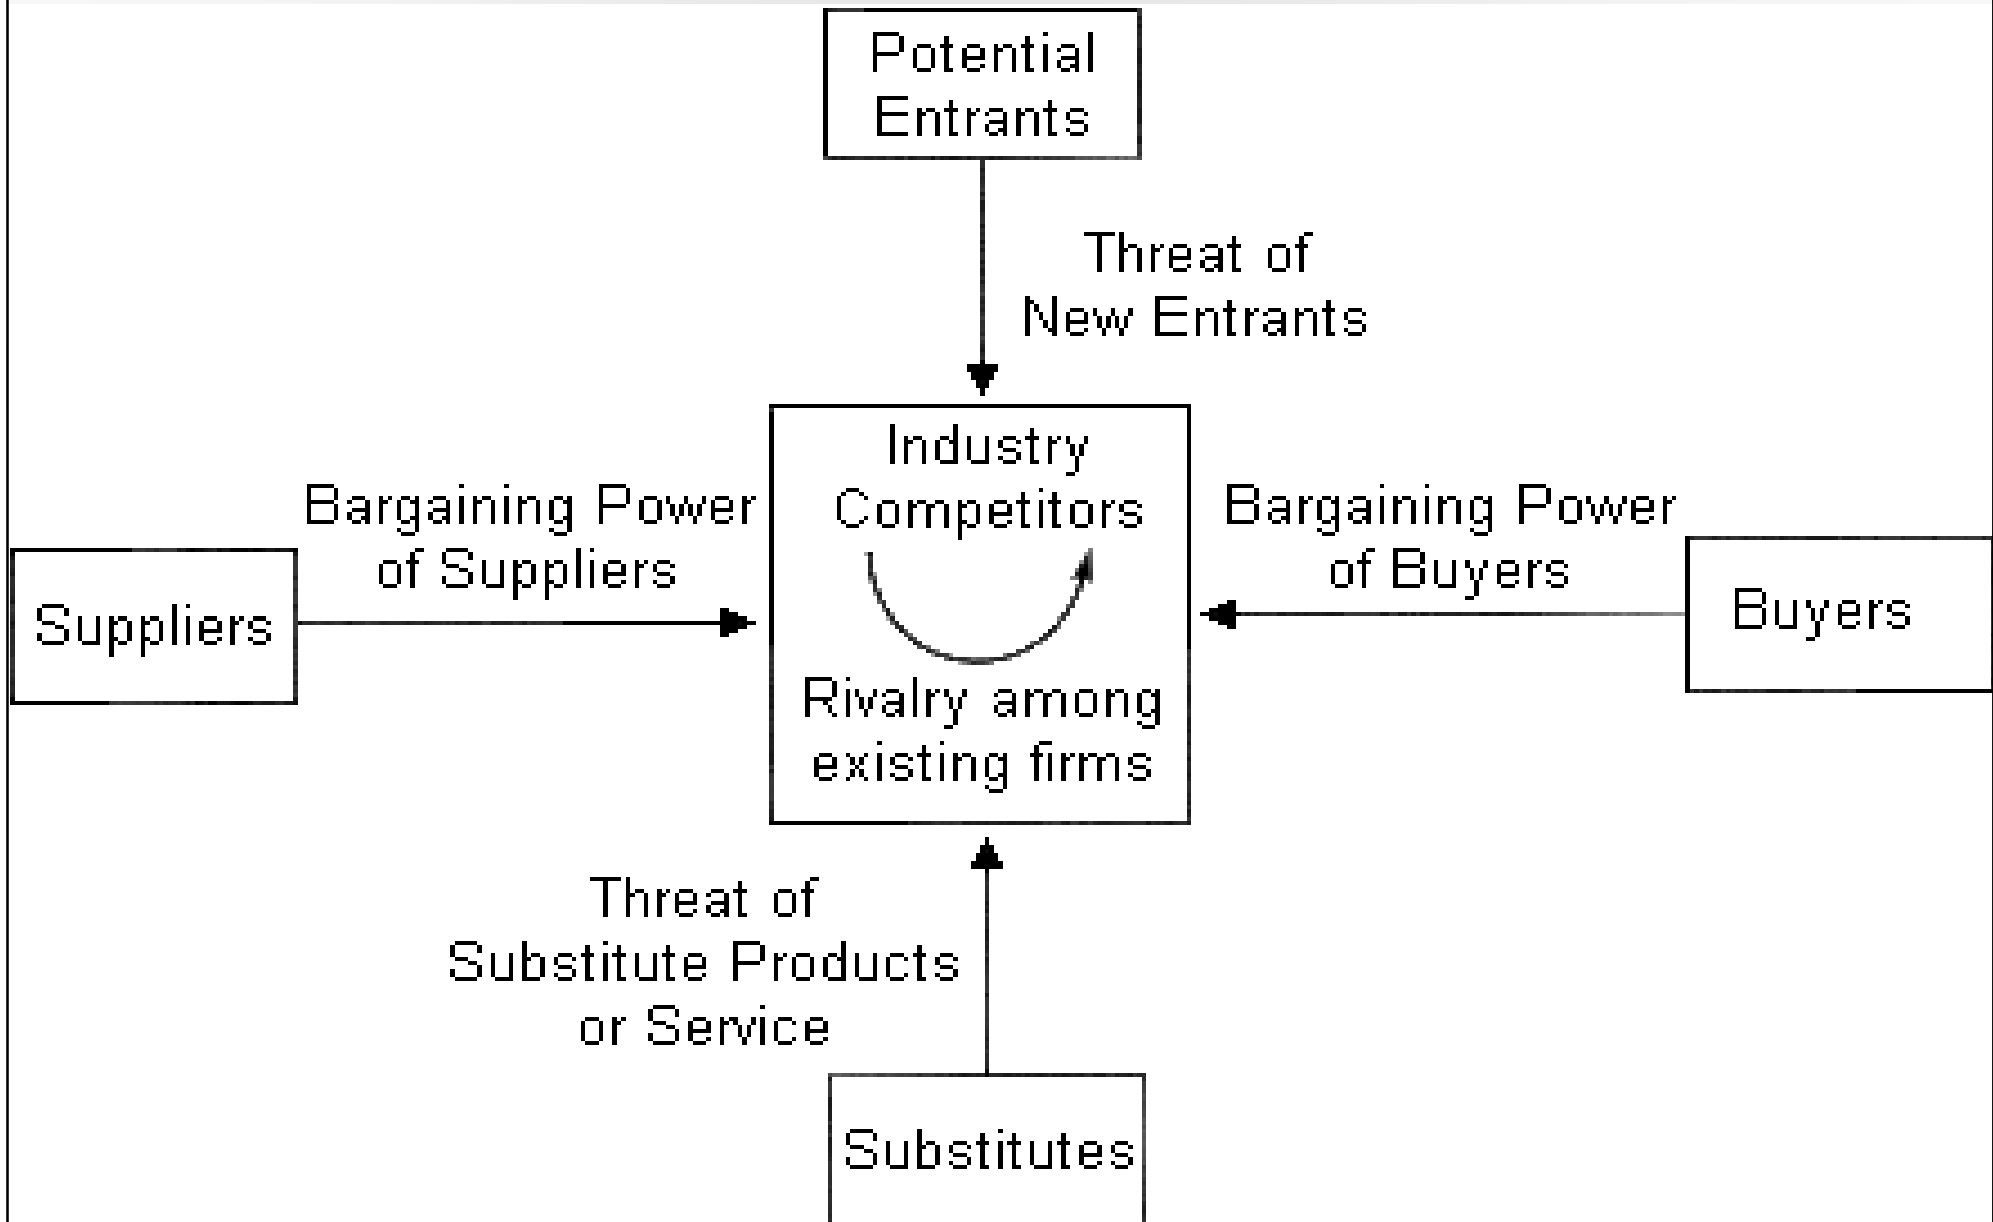 Potential
Entrants
Threat of
New Entrants
Industry
Competitors
Bargaining Power
of Suppliers
Bargaining Power
of Buyers
Suppliers
Buyers
Rivalry among
existing firms
Threat of
Substitute Products
or Service
Substitutes